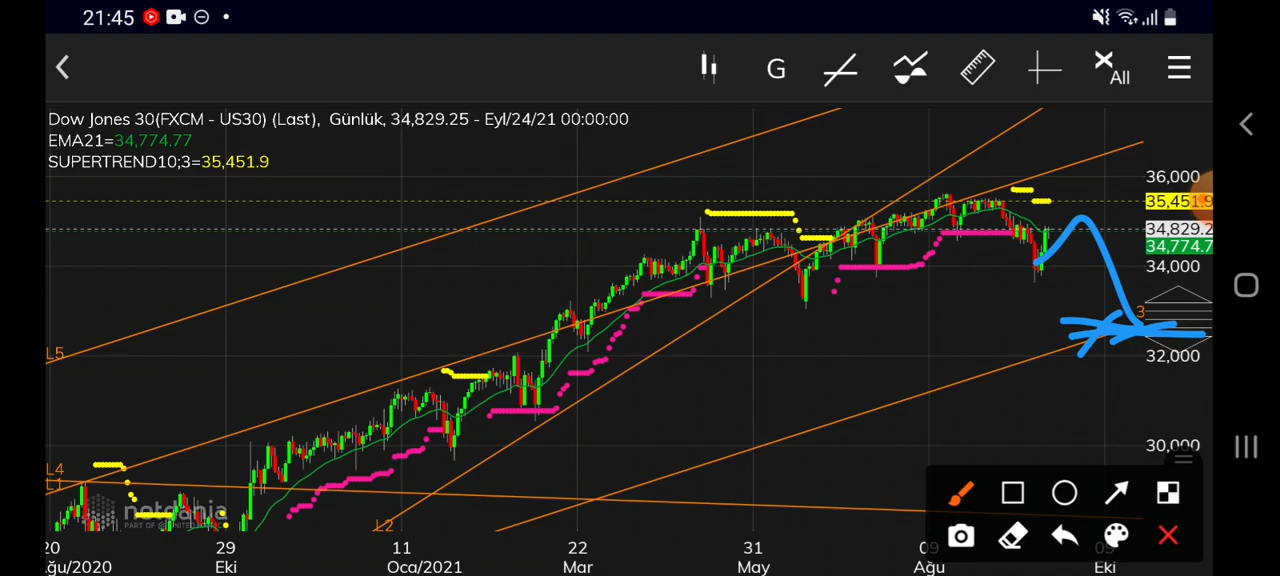 21:45
G
All
Dow Jones 30(FXCM - US30) (Last), Günlük, 34,829.25 - Eyl/24/21 00:00:00
EMA21=34,774.77
SUPERTREND10;3=35,451.9
36,000
35,451.9
34,829.2
34,774.7
34,000
3
32,000
30,000
L5
L4
L1
L2
netdania
20 29 11 22 31 09 09
ğu/2020 Eki Oca/2021 Mar May Ağu Eki